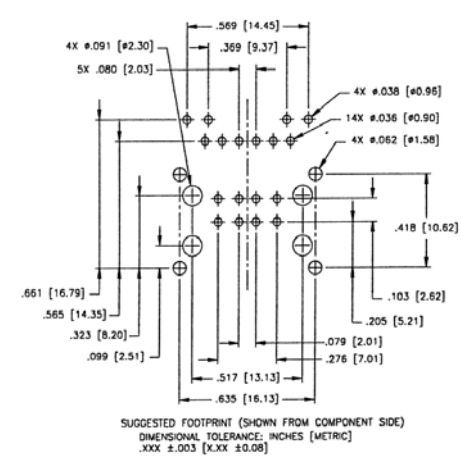 .569 [14.45]
4X ø.091 [ø2.30]
.369 [9.37]
5X .080 [2.03]
4X ø.038 [ø0.96]
14X ø.036 [ø0.90]
4X ø.062 [ø1.58]
.418 [10.62]
.661 [16.79]
.103 [2.62]
.565 [14.35]
.205 [5.21]
.323 [8.20]
.079 [2.01]
.099 [2.51]
.276 [7.01]
.517 [13.13]
.635 [16.13]
SUGGESTED FOOTPRINT (SHOWN FROM COMPONENT SIDE)
DIMENSIONAL TOLERANCE: INCHES [METRIC]
.XXX ±.003 [X.XX ±0.08]